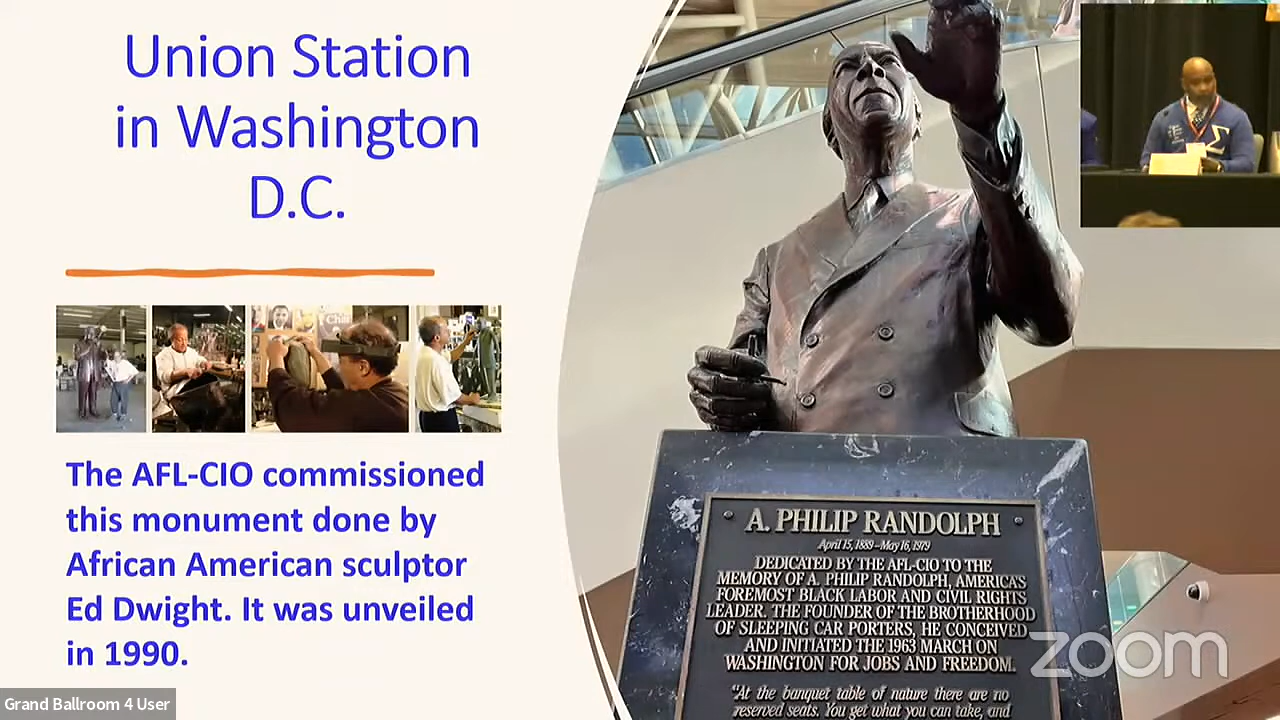 Union Station
in Washington
D.C.
The AFL-CIO commissioned
this monument done by
African American sculptor
Ed Dwight. It was unveiled
in 1990.
A. PHILIP RANDOLPH
April 15, 1889–May 16, 1979
DEDICATED BY THE AFL-CIO TO THE
MEMORY OF A. PHILIP RANDOLPH, AMERICA'S
FOREMOST BLACK LABOR AND CIVIL RIGHTS
LEADER. THE FOUNDER OF THE BROTHERHOOD
OF SLEEPING CAR PORTERS, HE CONCEIVED
AND INITIATED THE 1963 MARCH ON
WASHINGTON FOR JOBS AND FREEDOM.
"At the banquet table of nature there are no
reserved seats. You get what you can take, and
zoom
Grand Ballroom 4 User